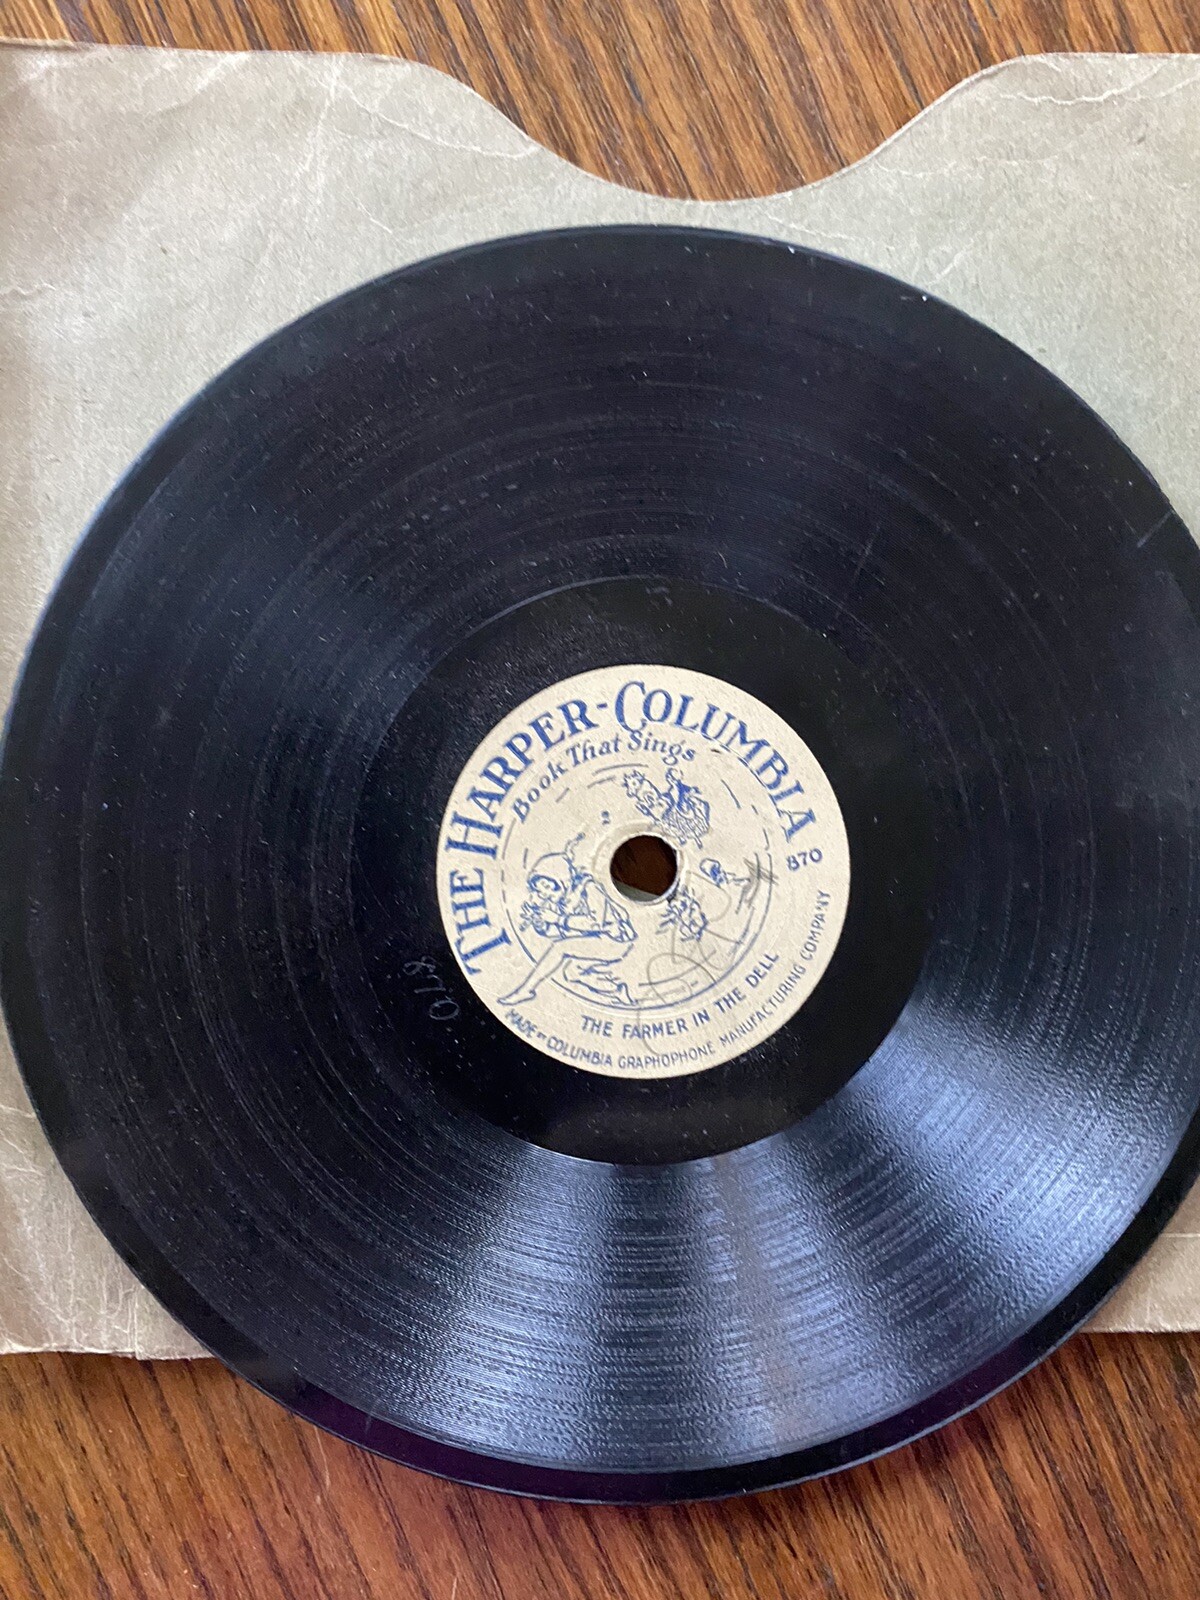 THE HARPER-COLUMBIA
Book That Sings
2
870
THE FARMER IN THE DELL
MADE BY COLUMBIA GRAPHOPHONE MANUFACTURING COMPANY
870